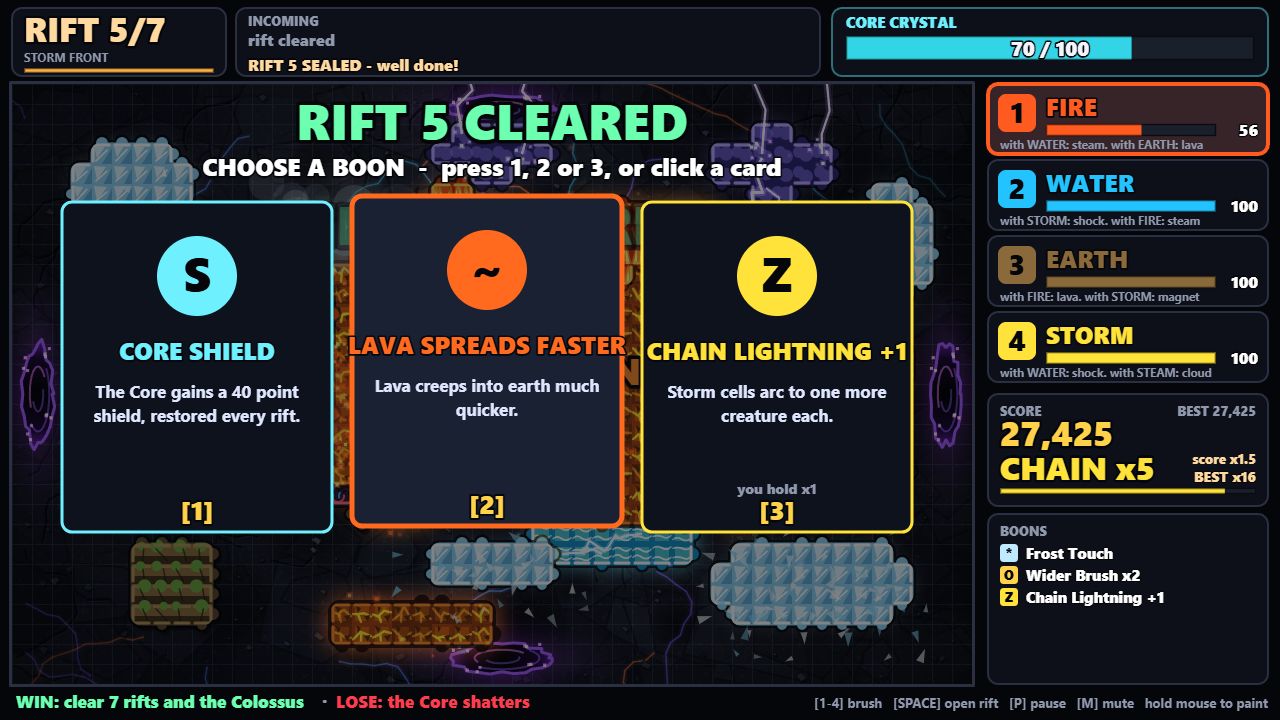 RIFT 5/7
STORM FRONT
INCOMING
rift cleared
RIFT 5 SEALED - well done!
CORE CRYSTAL
70 / 100
RIFT 5 CLEARED
CHOOSE A BOON - press 1, 2 or 3, or click a card
S
CORE SHIELD
The Core gains a 40 point
shield, restored every rift.
[1]
~
LAVA SPREADS FASTER
Lava creeps into earth much
quicker.
[2]
Z
CHAIN LIGHTNING +1
Storm cells arc to one more
creature each.
you hold x1
[3]
1 FIRE
56
with WATER: steam. with EARTH: lava
2 WATER
100
with STORM: shock. with FIRE: steam
3 EARTH
100
with FIRE: lava. with STORM: magnet
4 STORM
100
with WATER: shock. with STEAM: cloud
SCORE BEST 27,425
27,425
CHAIN x5
score x1.5
BEST x16
BOONS
* Frost Touch
O Wider Brush x2
Z Chain Lightning +1
WIN: clear 7 rifts and the Colossus · LOSE: the Core shatters
[1-4] brush [SPACE] open rift [P] pause [M] mute hold mouse to paint